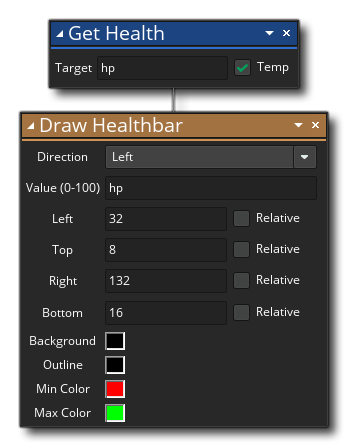 Get Health
Target hp Temp
Draw Healthbar
Direction Left
Value (0-100) hp
Left 32 Relative
Top 8 Relative
Right 132 Relative
Bottom 16 Relative
Background
Outline
Min Color
Max Color